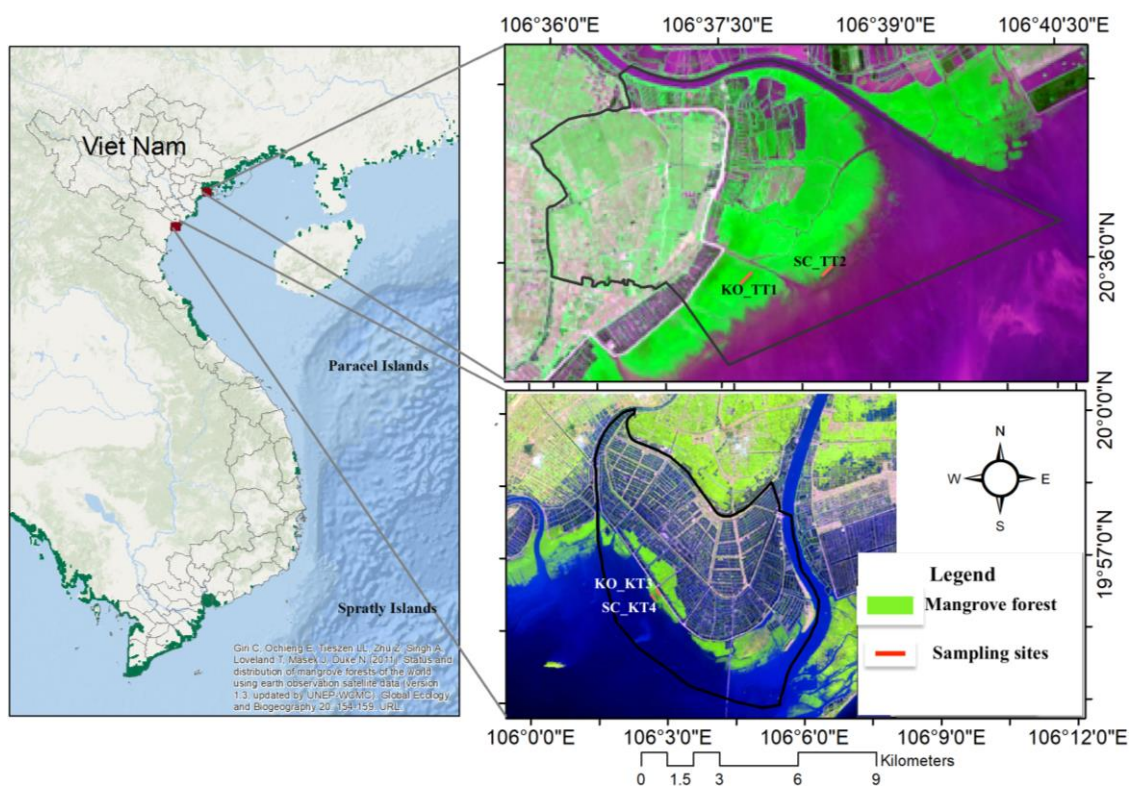 106°36'0"E
106°37'30"E
106°39'0"E
106°40'30"E
Viet Nam
20°36'0"N
SC_TT2
KO_TT1
Paracel Islands
20°0'0"N
N
W
E
S
19°57'0"N
KO_KT3
SC_KT4
Legend
Mangrove forest
Sampling sites
Spratly Islands
Giri C, Ochieng E, Tieszen LL, Zhu Z, Singh A,
Loveland T, Masek J, Duke N (2011). Status and
distribution of mangrove forests of the world
using earth observation satellite data (version
1.3, updated by UNEP-WCMC). Global Ecology
and Biogeography 20: 154-159. URL:
106°0'0"E
106°3'0"E
106°6'0"E
106°9'0"E
106°12'0"E
Kilometers
0 1.5 3 6 9